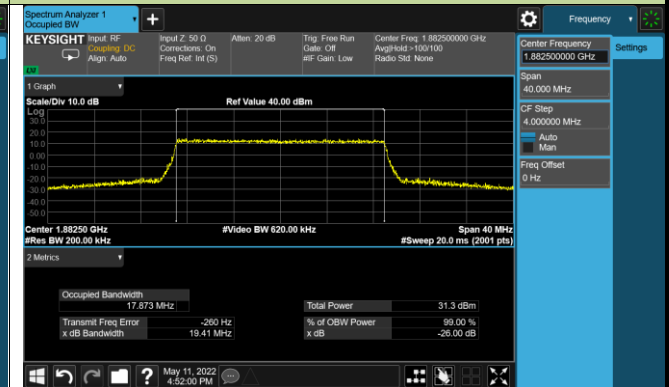 Spectrum Analyzer 1
Occupied BW
Frequency
KEYSIGHT
Input: RF
Coupling: DC
Align: Auto
Input Z: 50 Ω
Corrections: On
Freq Ref: Int (S)
Atten: 20 dB
Trig: Free Run
Gate: Off
#IF Gain: Low
Center Freq: 1.882500000 GHz
Avg|Hold:>100/100
Radio Std: None
Center Frequency
1.882500000 GHz
Settings
Span
40.000 MHz
CF Step
4.000000 MHz
Auto
Man
Freq Offset
0 Hz
1 Graph
Scale/Div 10.0 dB
Ref Value 40.00 dBm
Log
30.0
20.0
10.0
0.00
-10.0
-20.0
-30.0
-40.0
-50.0
Center 1.88250 GHz
#Video BW 620.00 kHz
Span 40 MHz
#Res BW 200.00 kHz
#Sweep 20.0 ms (2001 pts)
2 Metrics
Occupied Bandwidth
17.873 MHz
Total Power
31.3 dBm
Transmit Freq Error
-260 Hz
% of OBW Power
99.00 %
x dB Bandwidth
19.41 MHz
x dB
-26.00 dB
?
May 11, 2022
4:52:00 PM